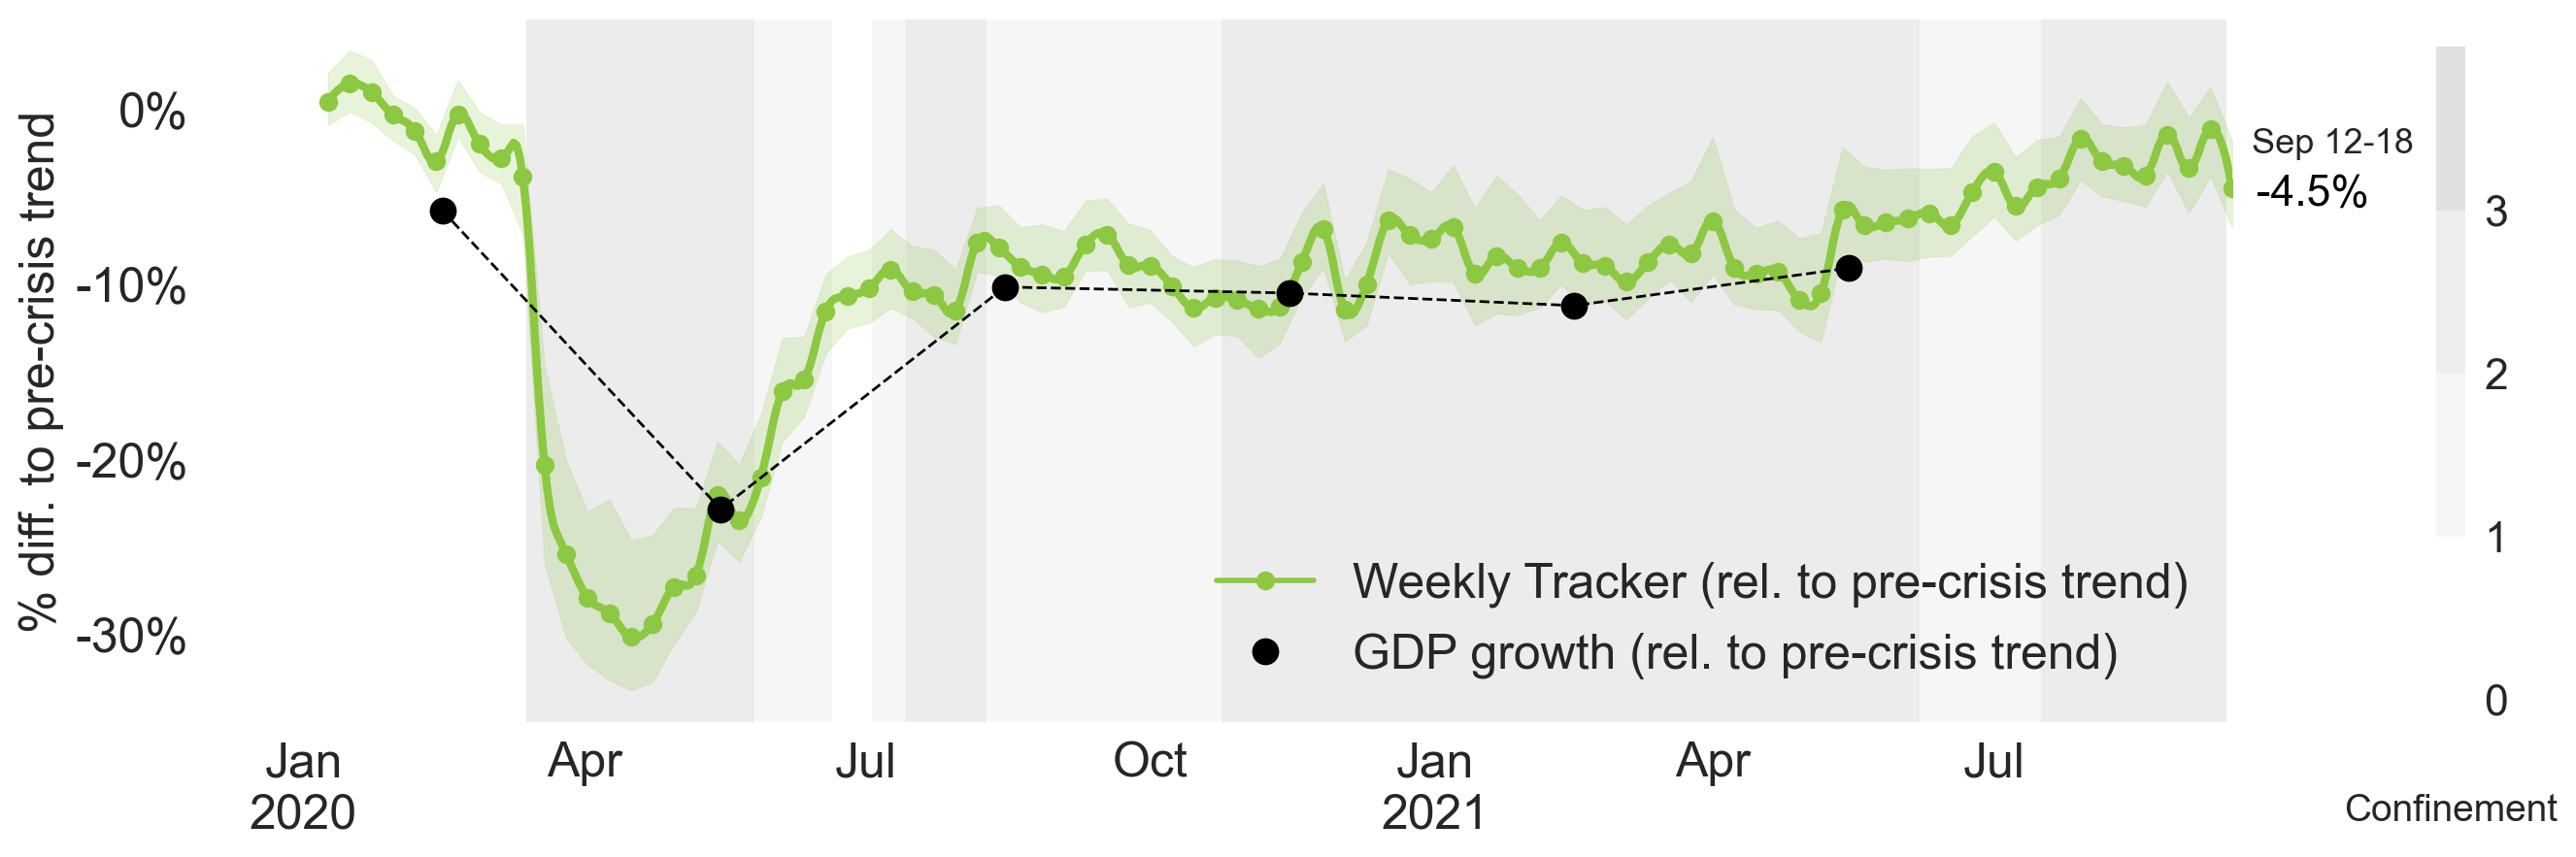 % diff. to pre-crisis trend
0%
-10%
-20%
-30%
Sep 12-18
-4.5%
Weekly Tracker (rel. to pre-crisis trend)
GDP growth (rel. to pre-crisis trend)
Jan
2020
Apr
Jul
Oct
Jan
2021
Apr
Jul
3
2
1
0
Confinement